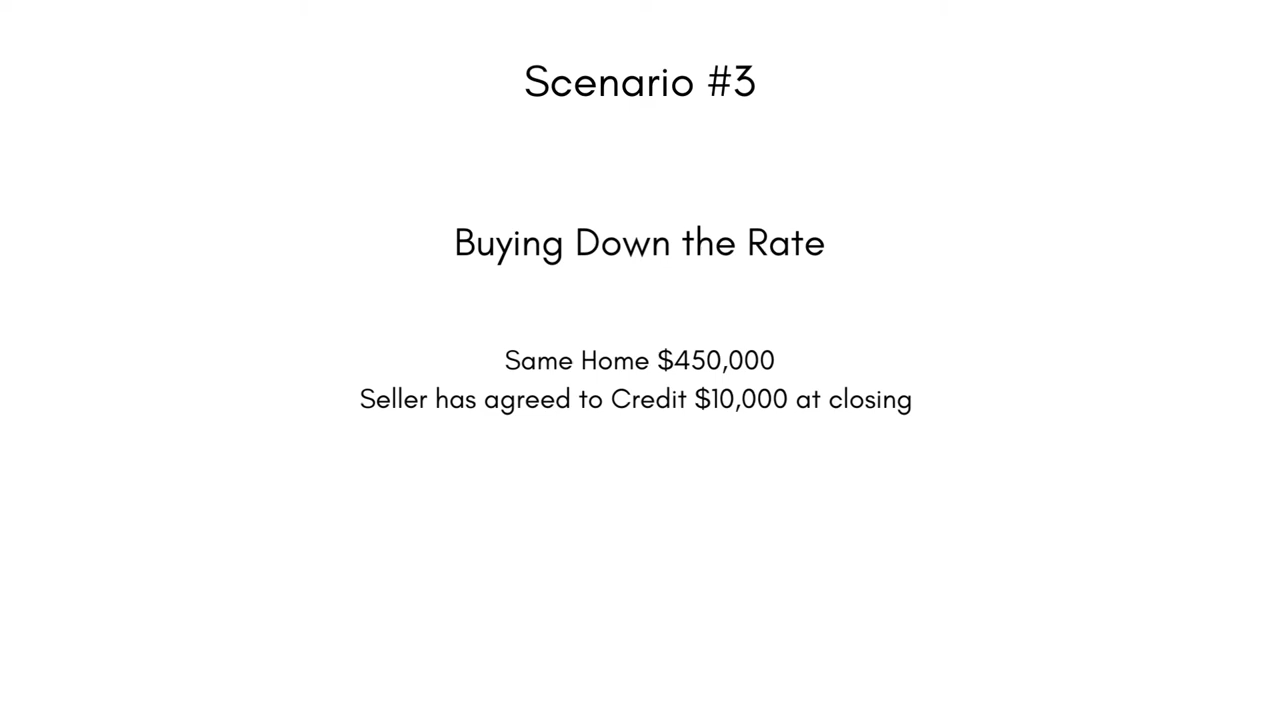 Scenario #3
Buying Down the Rate
Same Home $450,000
Seller has agreed to Credit $10,000 at closing